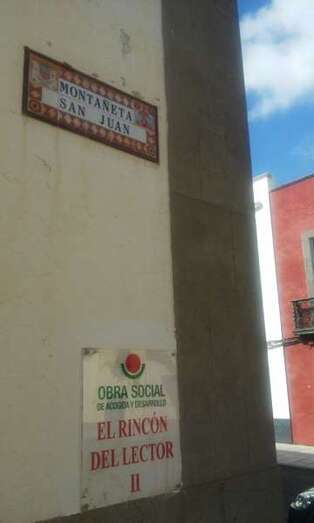 MONTAÑETA
SAN JUAN
OBRA SOCIAL
DE ACOGIDA Y DESARROLLO
EL RINCÓN
DEL LECTOR
II